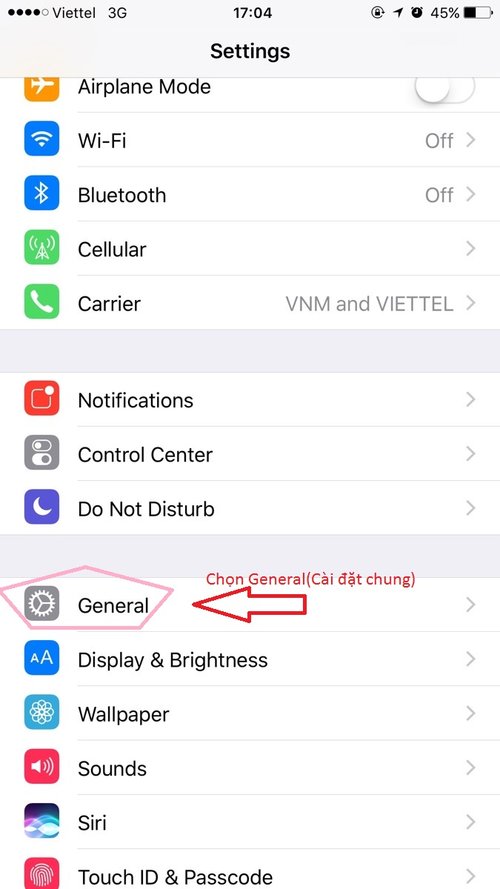 Viettel 3G 17:04 45%
Settings
Airplane Mode
Wi-Fi Off
Bluetooth Off
Cellular
Carrier VNM and VIETTEL
Notifications
Control Center
Do Not Disturb
Chọn General(Cài đặt chung)
General
AA Display & Brightness
Wallpaper
Sounds
Siri
Touch ID & Passcode